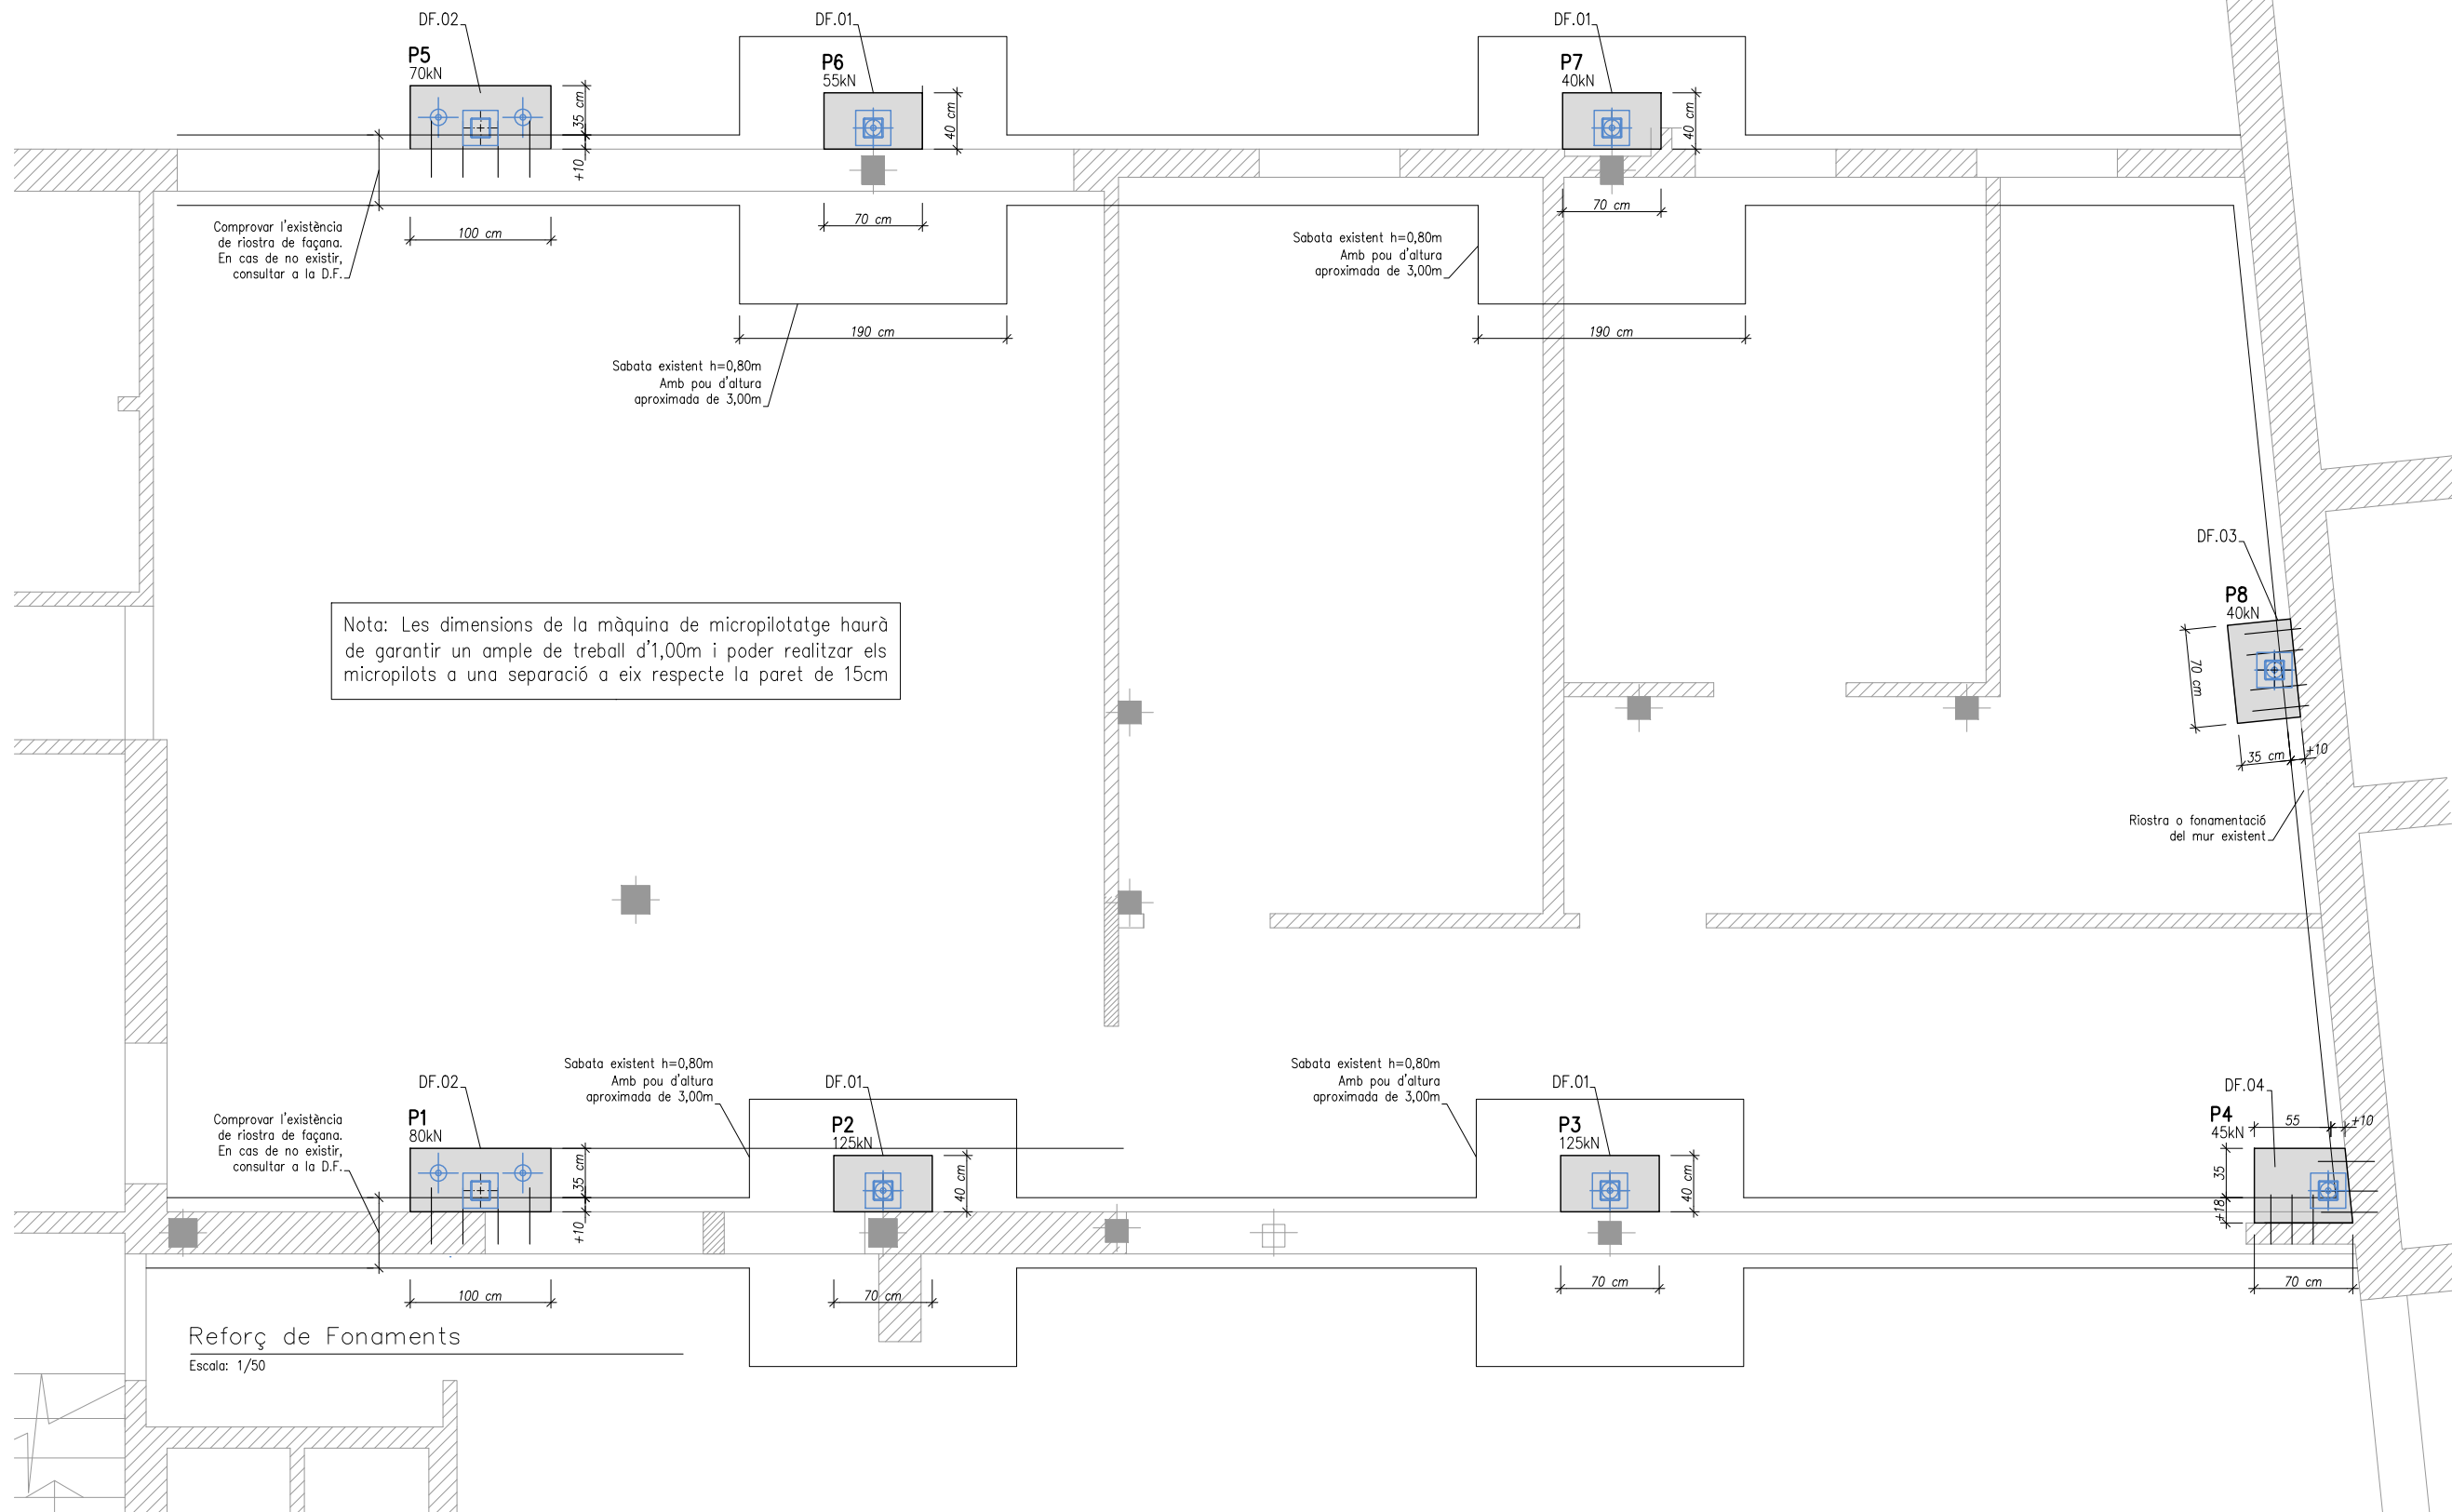 DF.02
P5
70kN
35 cm
+10
100 cm
Comprovar l'existència
de riostra de façana.
En cas de no existir,
consultar a la D.F.
DF.01
P6
55kN
40 cm
70 cm
190 cm
Sabata existent h=0,80m
Amb pou d'altura
aproximada de 3,00m
DF.01
P7
40kN
40 cm
70 cm
190 cm
Sabata existent h=0,80m
Amb pou d'altura
aproximada de 3,00m
Nota: Les dimensions de la màquina de micropilotatge haurà
de garantir un ample de treball d'1,00m i poder realitzar els
micropilots a una separació a eix respecte la paret de 15cm
DF.03
P8
40kN
70 cm
35 cm
+10
Riostra o fonamentació
del mur existent
DF.02
P1
80kN
35 cm
+10
100 cm
Comprovar l'existència
de riostra de façana.
En cas de no existir,
consultar a la D.F.
Sabata existent h=0,80m
Amb pou d'altura
aproximada de 3,00m
DF.01
P2
125kN
40 cm
70 cm
Sabata existent h=0,80m
Amb pou d'altura
aproximada de 3,00m
DF.01
P3
125kN
40 cm
70 cm
DF.04
P4
45kN
55
+10
35
+18
70 cm
Reforç de Fonaments
Escala: 1/50